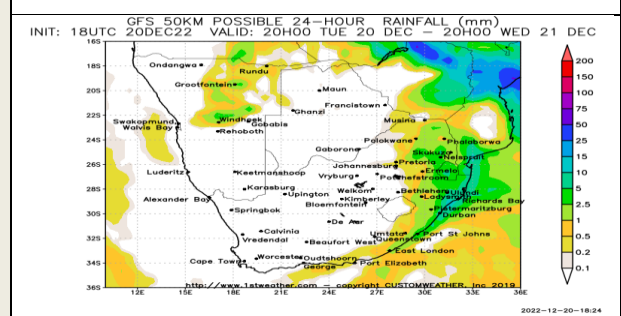 GFS 50KM POSSIBLE 24-HOUR RAINFALL (mm)
INIT: 18UTC 20DEC22 VALID: 20H00 TUE 20 DEC - 20H00 WED 21 DEC
16S
18S
20S
22S
24S
26S
28S
30S
32S
34S
36S
Ondangwa
Rundu
Grootfontein
Maun
Francistown
Ghanzi
Windhoek
Gobabis
Swakopmund
Walvis Bay
Rehoboth
Musina
Polokwane
Phalaborwa
Gaborone
Skukuza
Nelspruit
Johannesburg
Pretoria
Luderitz
Keetmanshoop
Vryburg
Potchefstroom
Ermelo
Karasburg
Upington
Welkom
Bethlehem
Ulundi
Alexander Bay
Kimberley
Ladysmith
Richards Bay
Springbok
Bloemfontein
Pietermaritzburg
Durban
De Aar
Calvinia
Umtata
Port St Johns
Vredendal
Beaufort West
Queenstown
East London
Cape Town
Worcester
Oudtshoorn
George
Port Elizabeth
http://www.1stweather.com - copyright CUSTOMWEATHER, Inc 2019
12E
15E
18E
21E
24E
27E
30E
33E
36E
200
150
100
75
50
25
15
10
5
2.5
1
0.5
0.2
0.1
2022-12-20-18:24